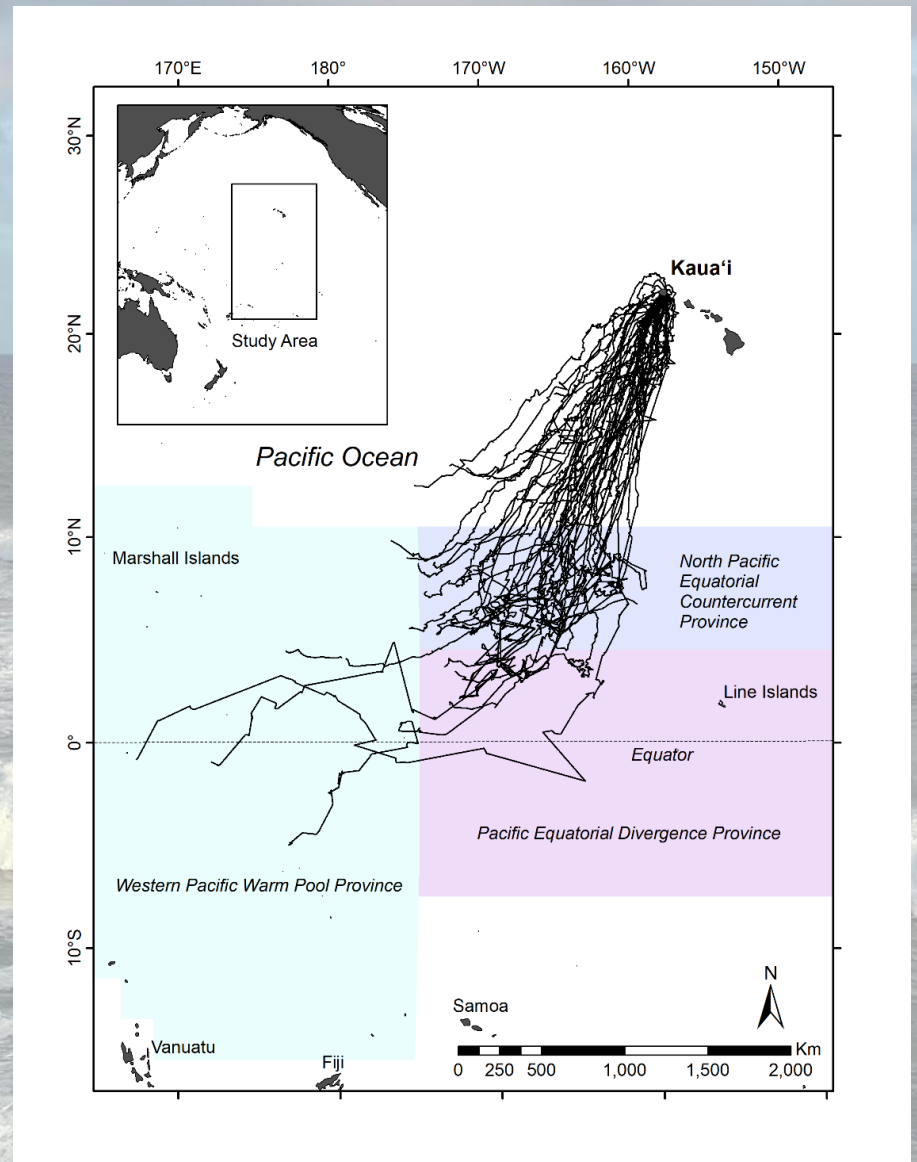 170°E 180° 170°W 160°W 150°W
30°N
20°N
10°N
0°
10°S
Study Area
Kauaʻi
Pacific Ocean
Marshall Islands
North Pacific
Equatorial
Countercurrent
Province
Line Islands
Equator
Pacific Equatorial Divergence Province
Western Pacific Warm Pool Province
N
Samoa
Vanuatu
Fiji
Km
0 250 500 1,000 1,500 2,000